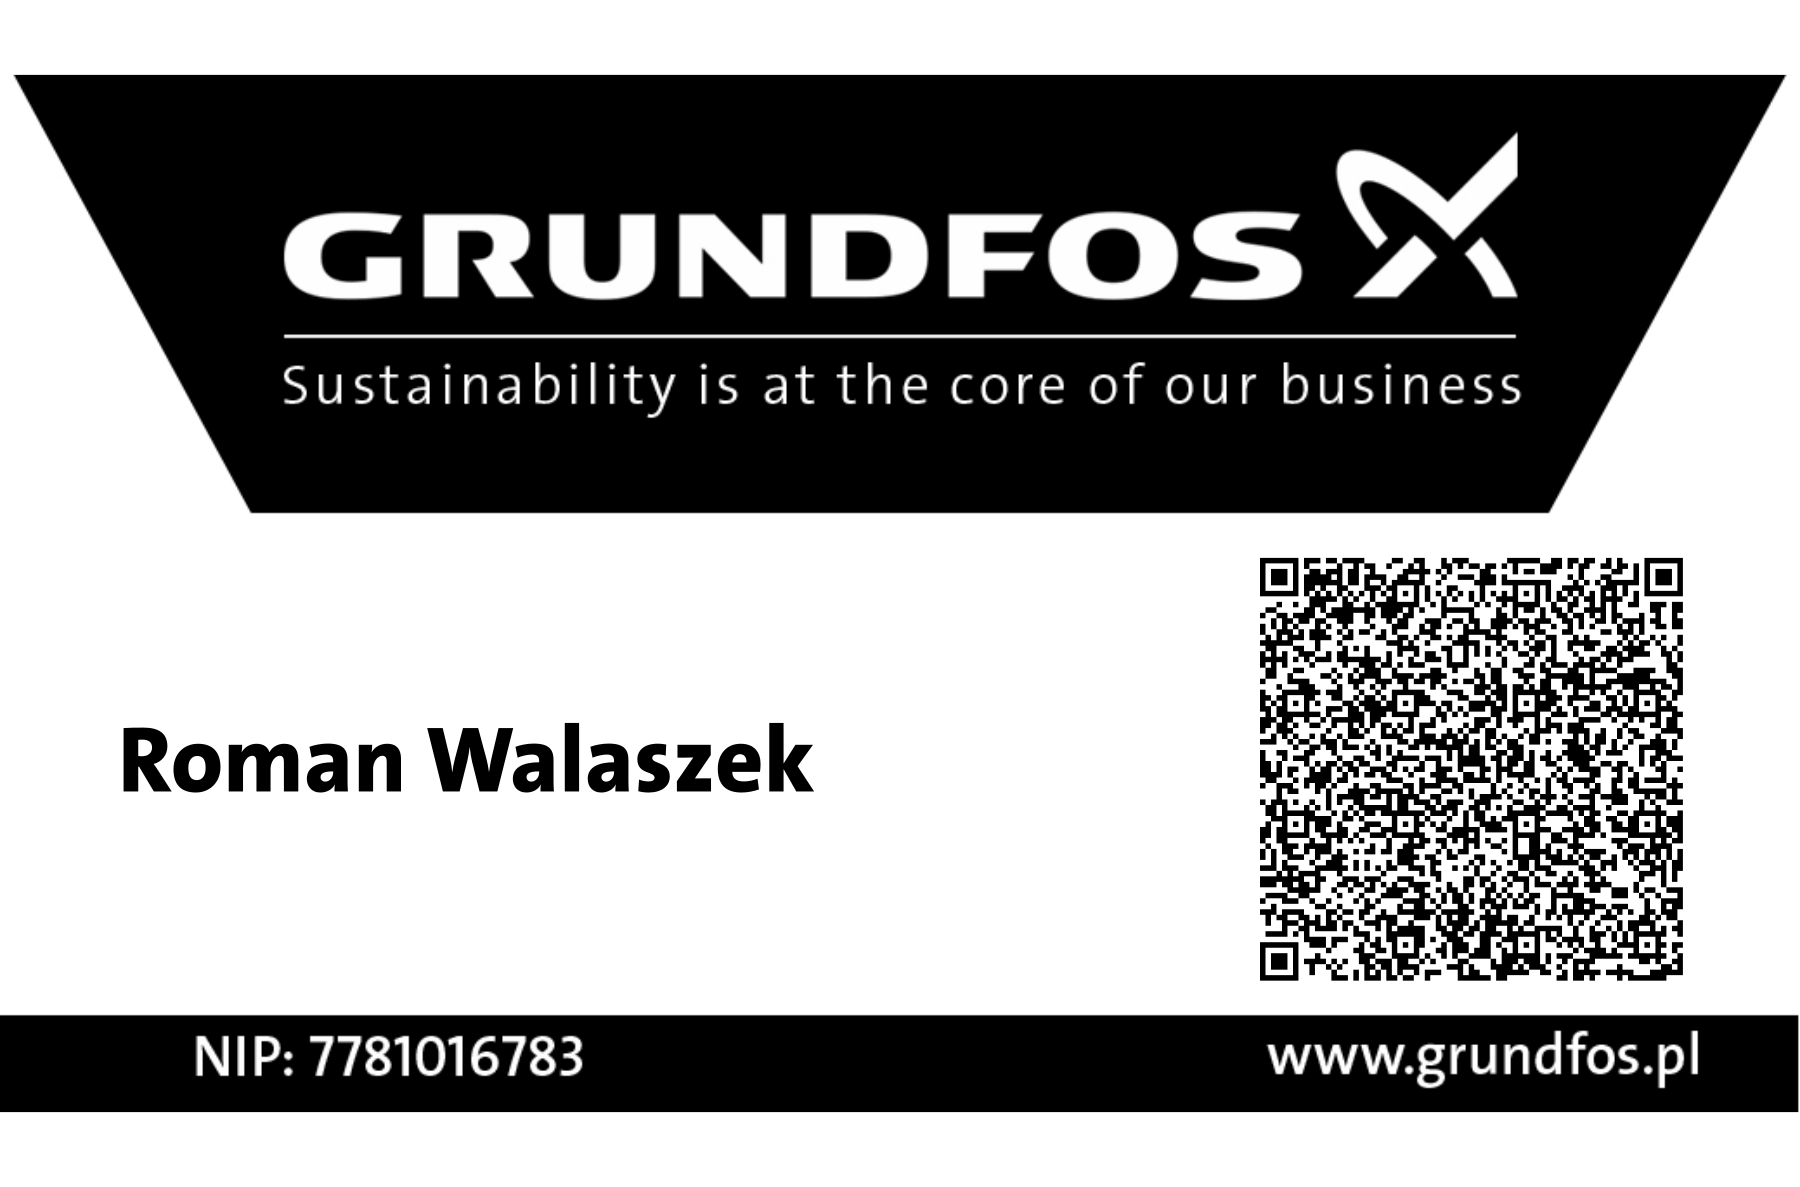 GRUNDFOS
Sustainability is at the core of our business
Roman Walaszek
NIP: 7781016783
www.grundfos.pl